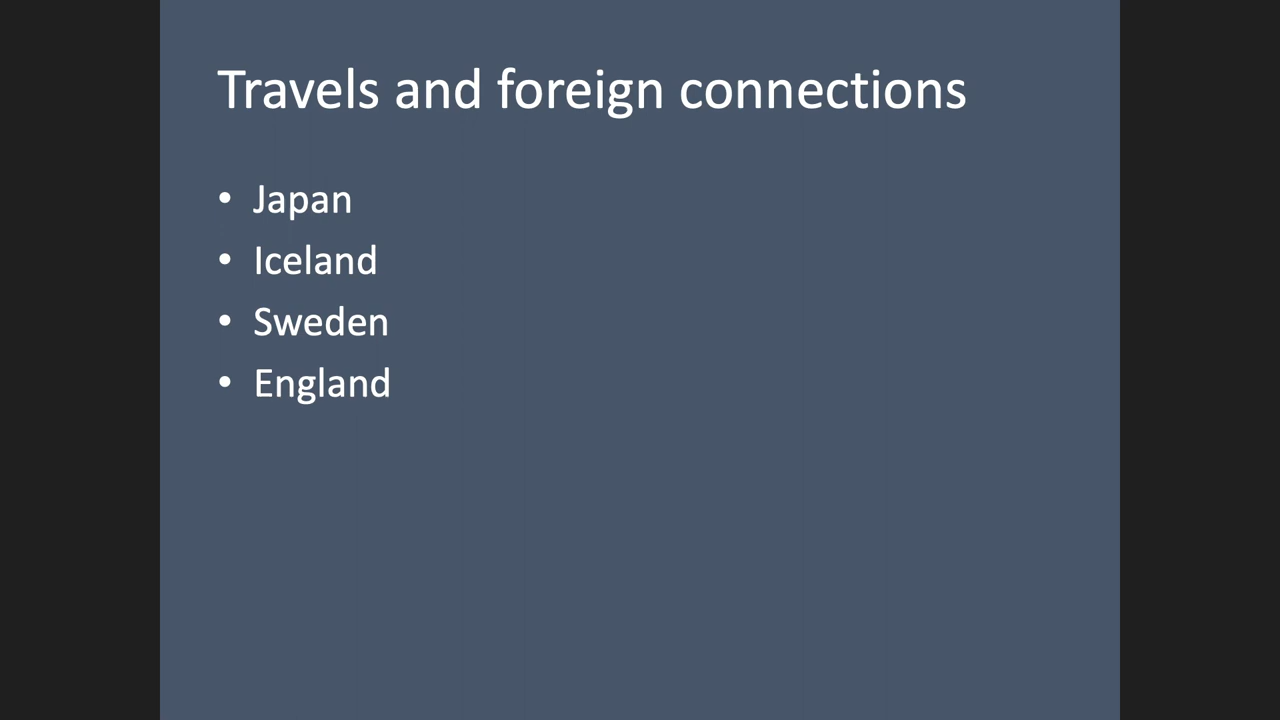 Travels and foreign connections
• Japan
• Iceland
• Sweden
• England